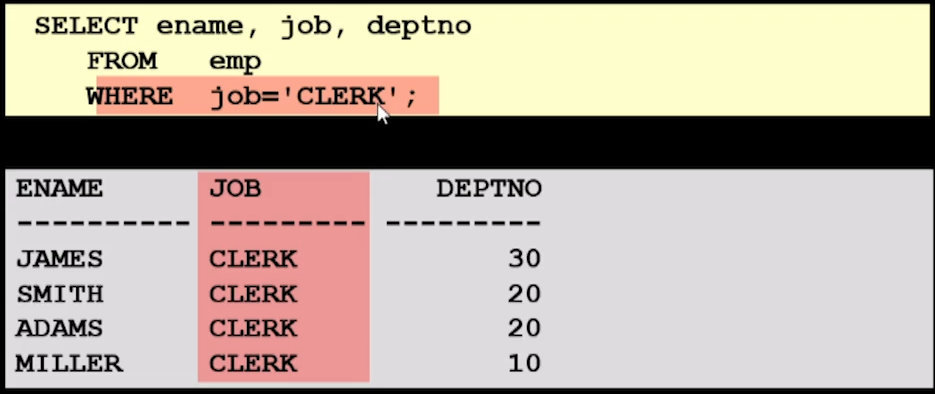 SELECT ename, job, deptno
FROM emp
WHERE job='CLERK';
ENAME JOB DEPTNO
---------- --------- ---------
JAMES CLERK 30
SMITH CLERK 20
ADAMS CLERK 20
MILLER CLERK 10